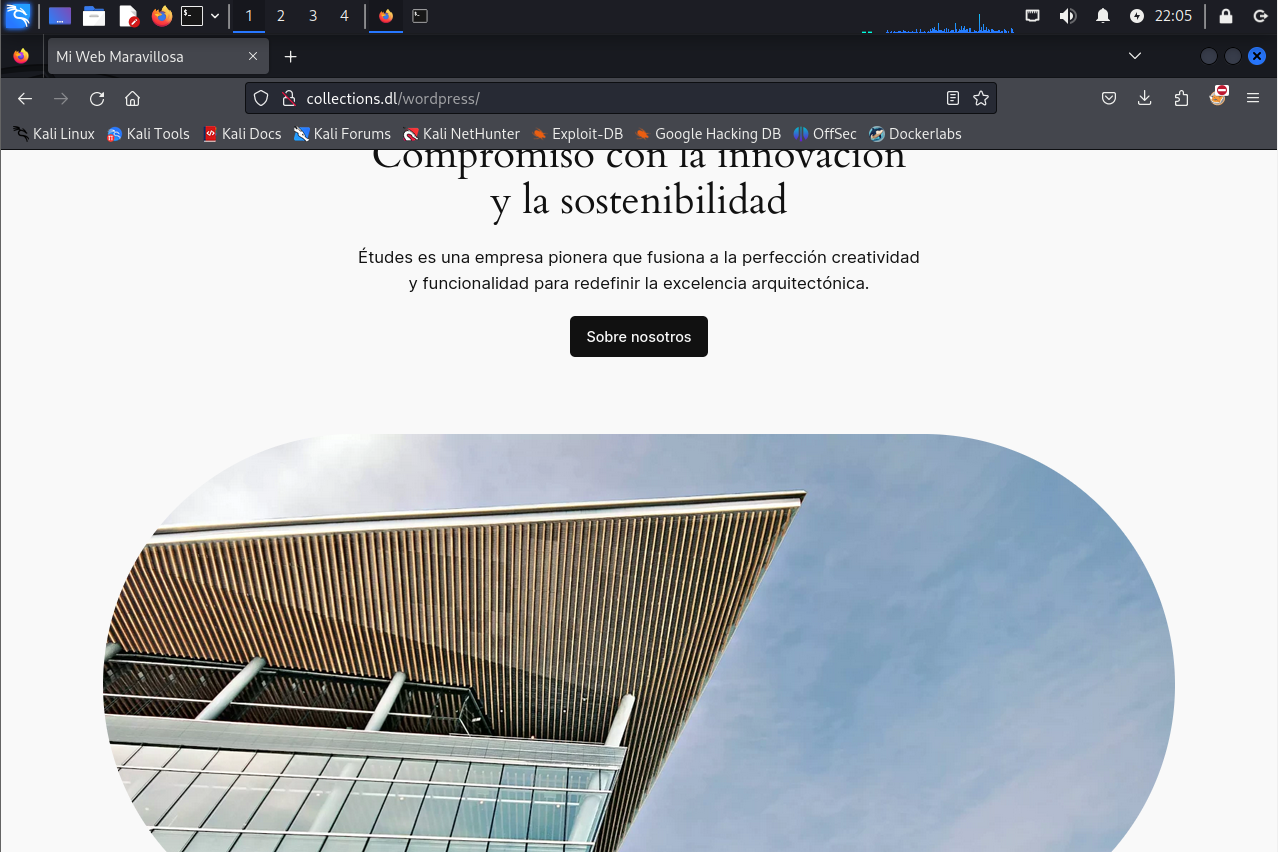 1 2 3 4 22:05
Mi Web Maravillosa
collections.dl/wordpress/
Kali Linux Kali Tools Kali Docs Kali Forums Kali NetHunter Exploit-DB Google Hacking DB OffSec Dockerlabs
Compromiso con la innovación
y la sostenibilidad
Études es una empresa pionera que fusiona a la perfección creatividad
y funcionalidad para redefinir la excelencia arquitectónica.
Sobre nosotros